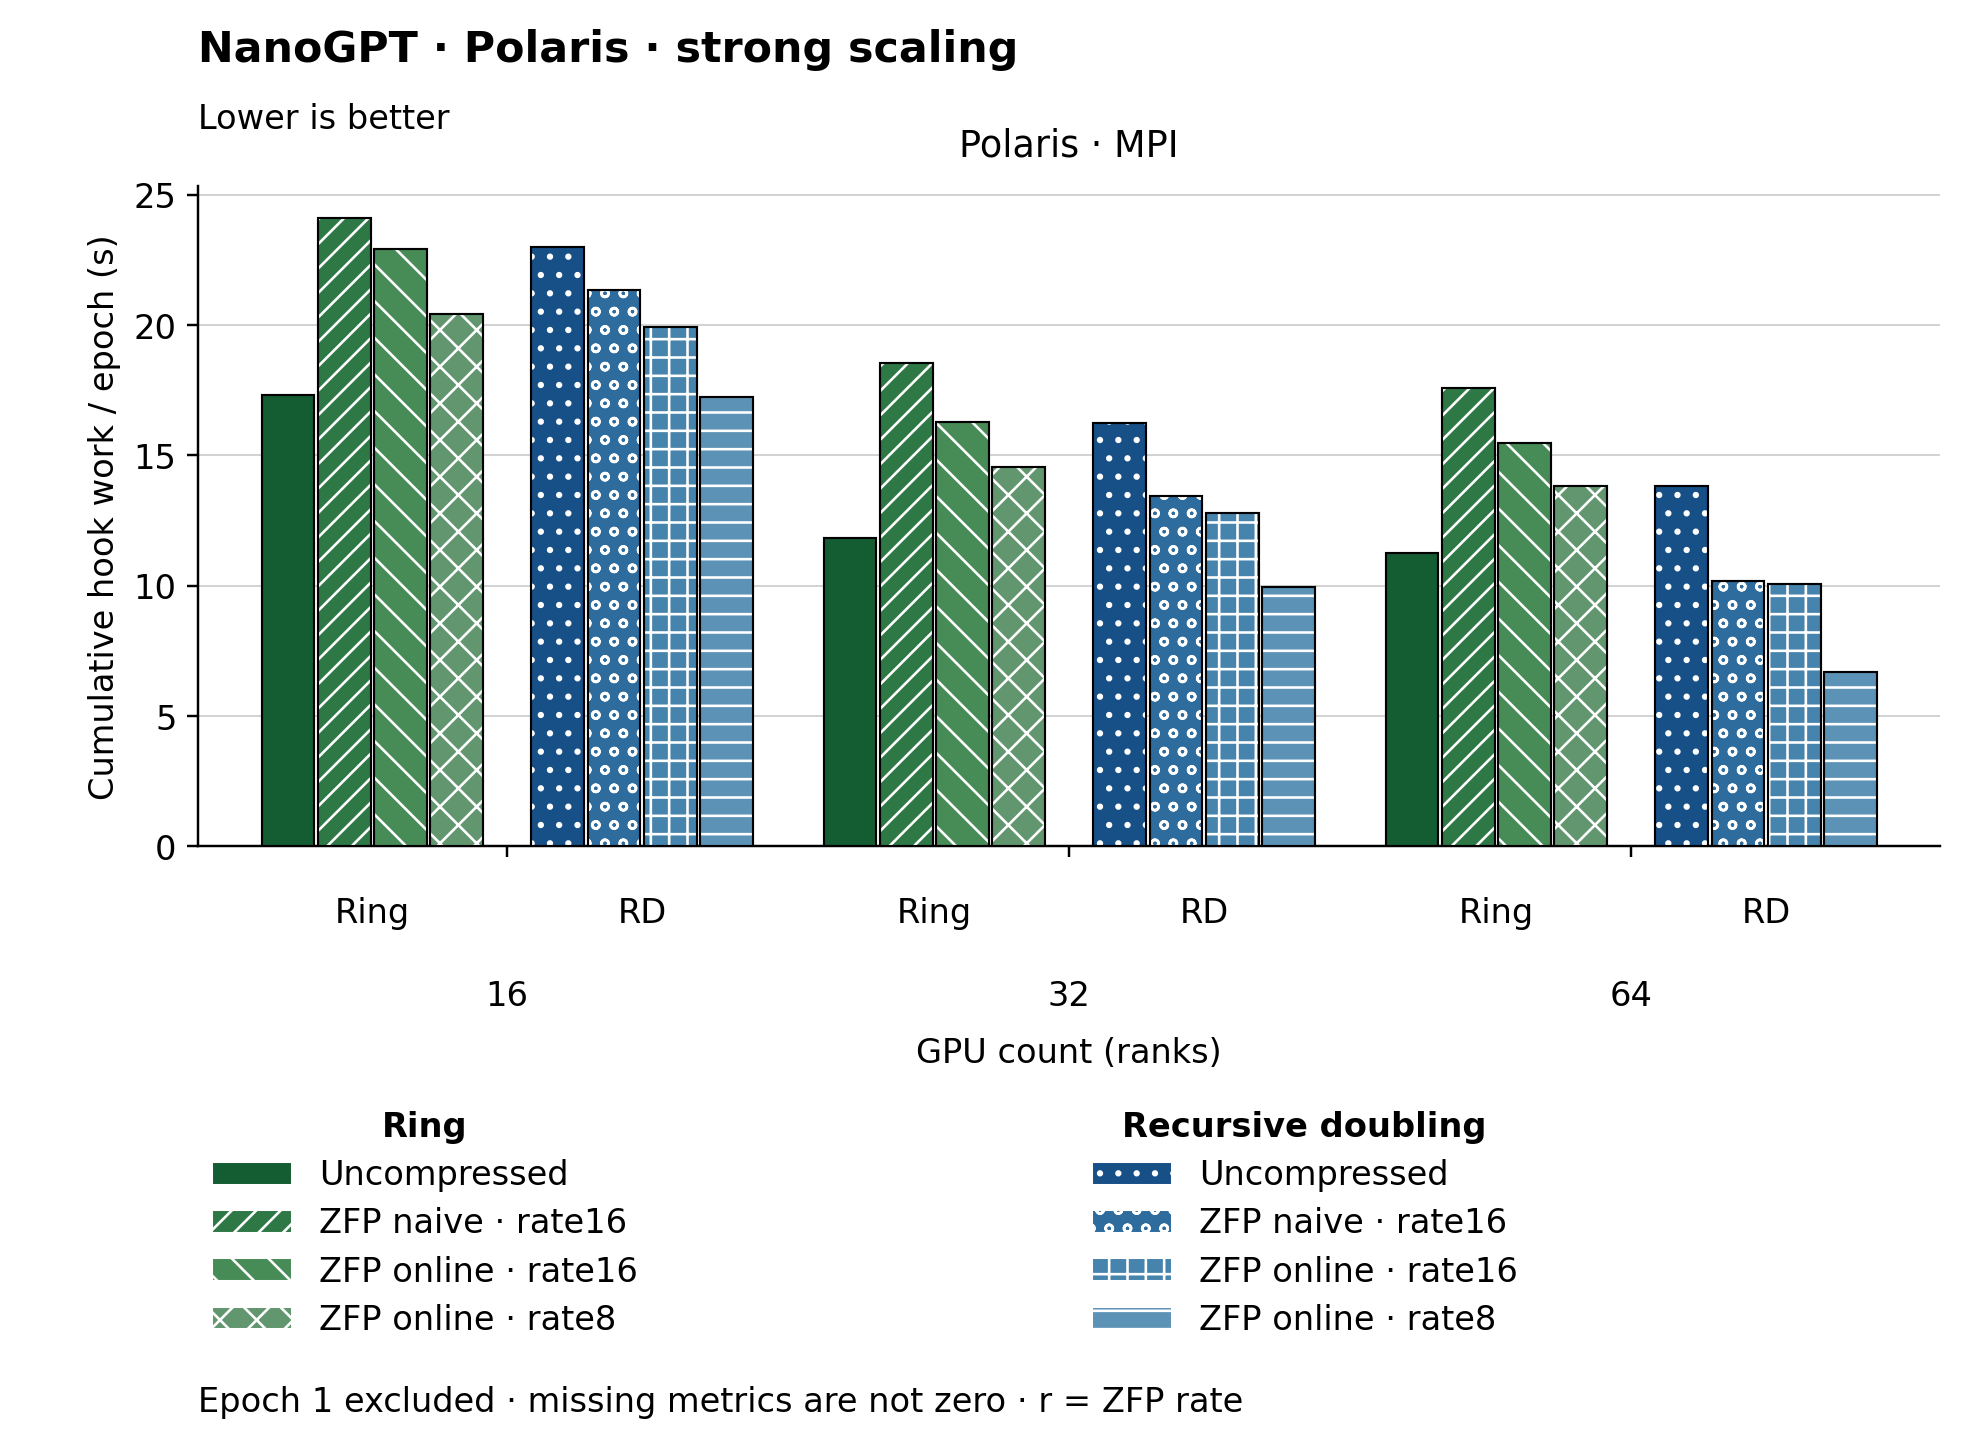 NanoGPT · Polaris · strong scaling
Lower is better
Polaris · MPI
Cumulative hook work / epoch (s)
25
20
15
10
5
0
Ring RD Ring RD Ring RD
16 32 64
GPU count (ranks)
Ring
Uncompressed
ZFP naive · rate16
ZFP online · rate16
ZFP online · rate8
Recursive doubling
Uncompressed
ZFP naive · rate16
ZFP online · rate16
ZFP online · rate8
Epoch 1 excluded · missing metrics are not zero · r = ZFP rate